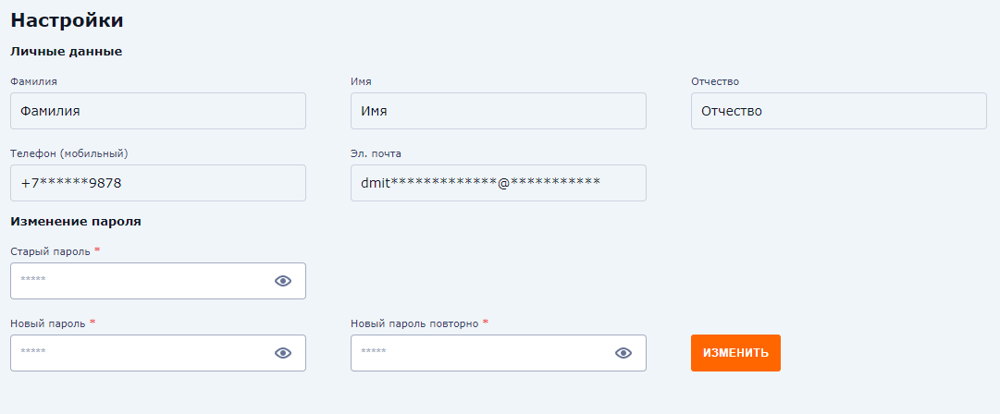 Настройки
Личные данные
Фамилия Имя Отчество
Фамилия Имя Отчество
Телефон (мобильный) Эл. почта
+7******9878 dmit*************@***********
Изменение пароля
Старый пароль *
*****
Новый пароль * Новый пароль повторно *
***** ***** ИЗМЕНИТЬ